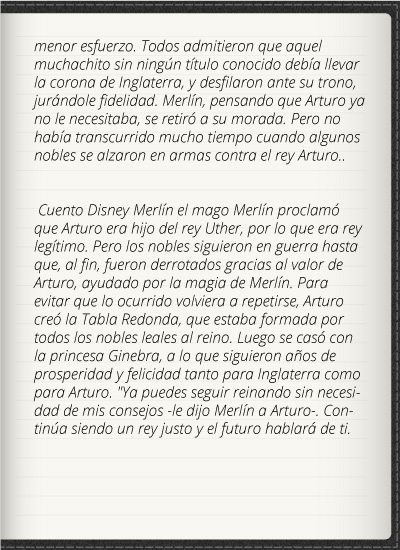 menor esfuerzo. Todos admitieron que aquel
muchachito sin ningún título conocido debía llevar
la corona de Inglaterra, y desfilaron ante su trono,
jurándole fidelidad. Merlín, pensando que Arturo ya
no le necesitaba, se retiró a su morada. Pero no
había transcurrido mucho tiempo cuando algunos
nobles se alzaron en armas contra el rey Arturo..
Cuento Disney Merlín el mago Merlín proclamó
que Arturo era hijo del rey Uther, por lo que era rey
legítimo. Pero los nobles siguieron en guerra hasta
que, al fin, fueron derrotados gracias al valor de
Arturo, ayudado por la magia de Merlín. Para
evitar que lo ocurrido volviera a repetirse, Arturo
creó la Tabla Redonda, que estaba formada por
todos los nobles leales al reino. Luego se casó con
la princesa Ginebra, a lo que siguieron años de
prosperidad y felicidad tanto para Inglaterra como
para Arturo. "Ya puedes seguir reinando sin necesi-
dad de mis consejos -le dijo Merlín a Arturo-. Con-
tinúa siendo un rey justo y el futuro hablará de ti.